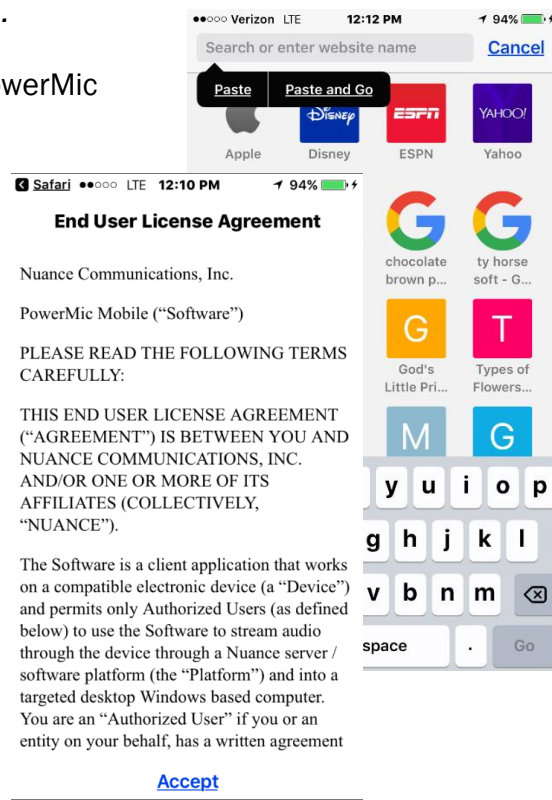 ●●○○○ Verizon LTE 12:12 PM 94%
Search or enter website name Cancel
Paste Paste and Go
Disney ESPN YAHOO!
Apple Disney ESPN Yahoo
chocolate brown p...
ty horse soft - G...
G T
God's Little Pri...
Types of Flowers...
M G
y u i o p
g h j k l
v b n m
space . Go
Safari ●●○○○ LTE 12:10 PM 94%
End User License Agreement
Nuance Communications, Inc.
PowerMic Mobile (“Software”)
PLEASE READ THE FOLLOWING TERMS
CAREFULLY:
THIS END USER LICENSE AGREEMENT
(“AGREEMENT”) IS BETWEEN YOU AND
NUANCE COMMUNICATIONS, INC.
AND/OR ONE OR MORE OF ITS
AFFILIATES (COLLECTIVELY,
“NUANCE”).
The Software is a client application that works
on a compatible electronic device (a “Device”)
and permits only Authorized Users (as defined
below) to use the Software to stream audio
through the device through a Nuance server /
software platform (the “Platform”) and into a
targeted desktop Windows based computer.
You are an “Authorized User” if you or an
entity on your behalf, has a written agreement
Accept